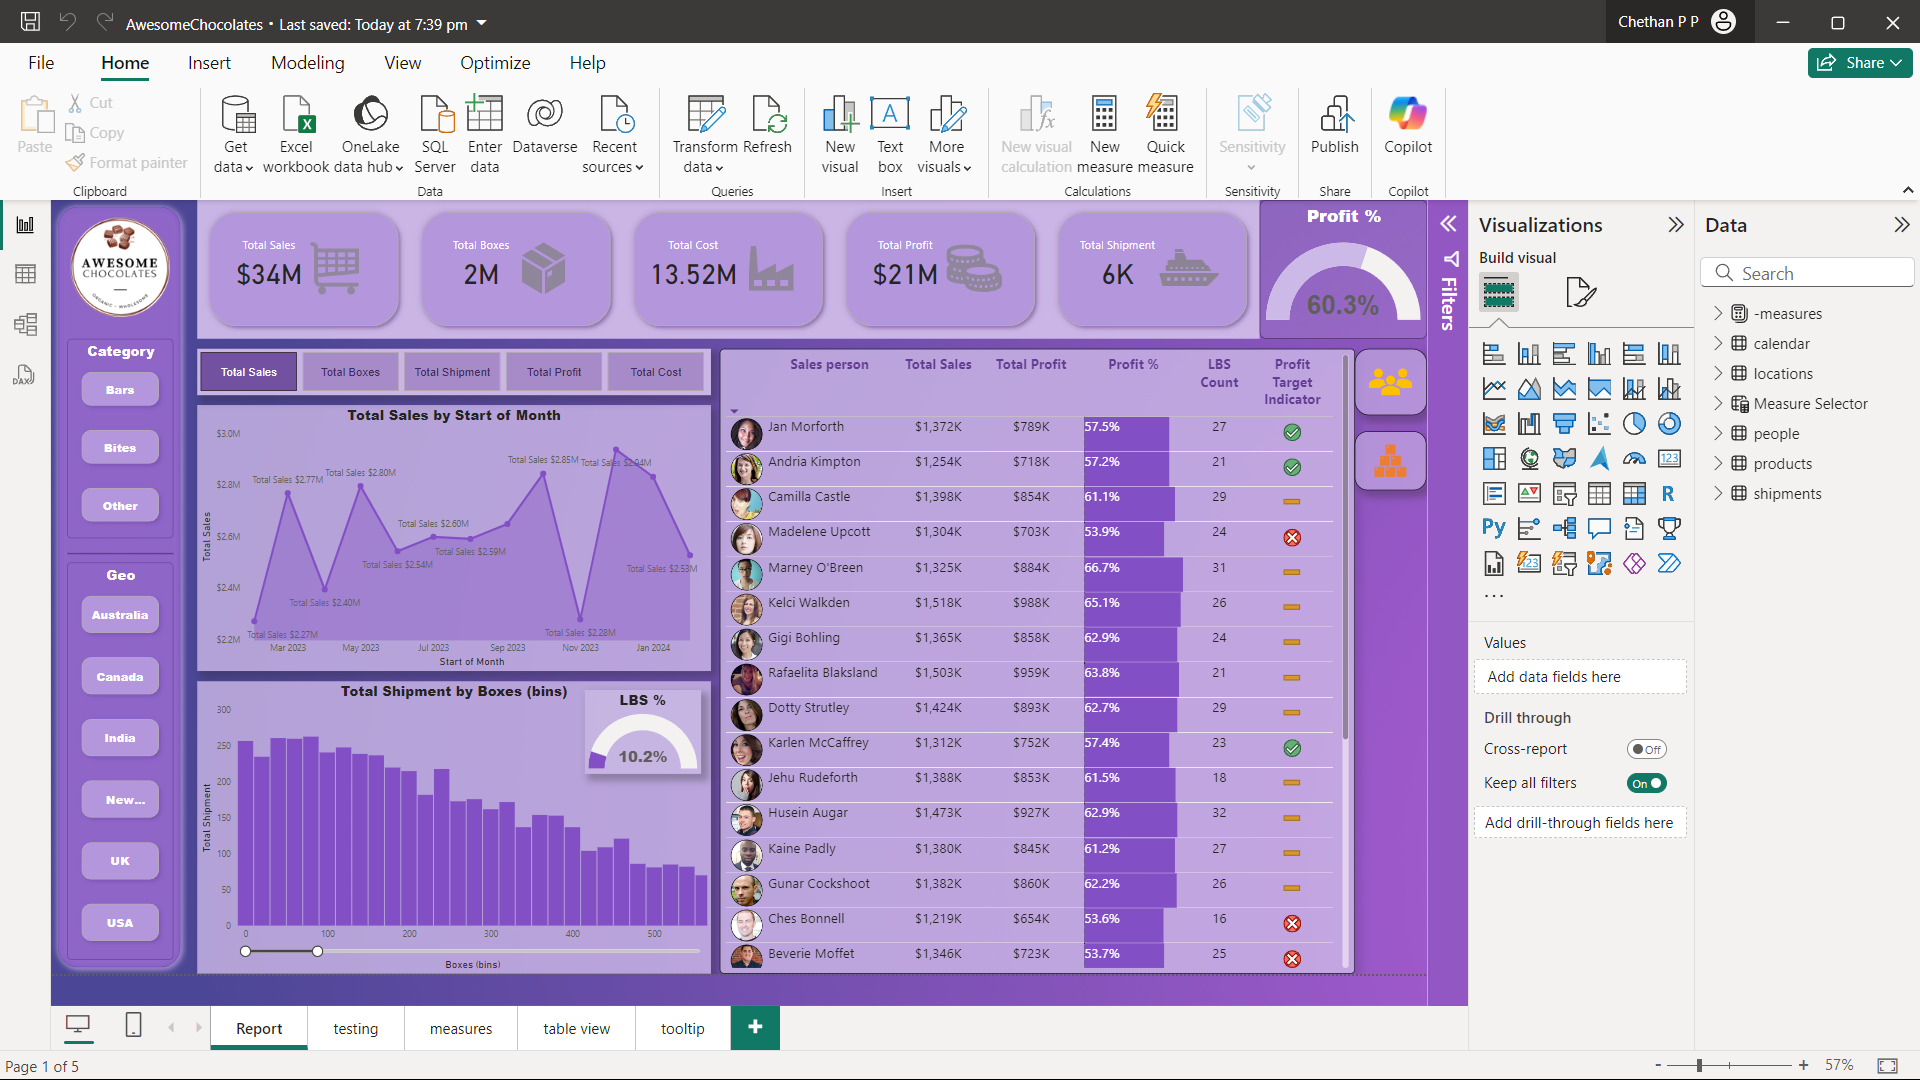 AwesomeChocolates • Last saved: Today at 7:39 pm
Chethan P P
File Home Insert Modeling View Optimize Help
Share
Paste
Cut
Copy
Format painter
Clipboard
Get data
Excel workbook
OneLake data hub
SQL Server
Enter data
Dataverse
Recent sources
Data
Transform data
Refresh
Queries
New visual
Text box
More visuals
Insert
New visual calculation
New measure
Quick measure
Calculations
Sensitivity
Sensitivity
Publish
Share
Copilot
Copilot
AWESOME
CHOCOLATES
ORGANIC - WHOLESOME
Category
Bars
Bites
Other
Geo
Australia
Canada
India
New...
UK
USA
Total Sales
$34M
Total Boxes
2M
Total Cost
13.52M
Total Profit
$21M
Total Shipment
6K
Profit %
60.3%
Total Sales Total Boxes Total Shipment Total Profit Total Cost
Total Sales by Start of Month
Total Sales
$3.0M
$2.8M
$2.6M
$2.4M
$2.2M
Total Sales $2.27M
Total Sales $2.77M
Total Sales $2.40M
Total Sales $2.80M
Total Sales $2.54M
Total Sales $2.60M
Total Sales $2.59M
Total Sales $2.85M
Total Sales $2.28M
Total Sales $2.94M
Total Sales $2.53M
Mar 2023 May 2023 Jul 2023 Sep 2023 Nov 2023 Jan 2024
Start of Month
Total Shipment by Boxes (bins)
Total Shipment
300
250
200
150
100
50
0
0 100 200 300 400 500
Boxes (bins)
LBS %
10.2%
Sales person Total Sales Total Profit Profit % LBS Count Profit Target Indicator
Jan Morforth $1,372K $789K 57.5% 27
Andria Kimpton $1,254K $718K 57.2% 21
Camilla Castle $1,398K $854K 61.1% 29
Madelene Upcott $1,304K $703K 53.9% 24
Marney O'Breen $1,325K $884K 66.7% 31
Kelci Walkden $1,518K $988K 65.1% 26
Gigi Bohling $1,365K $858K 62.9% 24
Rafaelita Blaksland $1,503K $959K 63.8% 21
Dotty Strutley $1,424K $893K 62.7% 29
Karlen McCaffrey $1,312K $752K 57.4% 23
Jehu Rudeforth $1,388K $853K 61.5% 18
Husein Augar $1,473K $927K 62.9% 32
Kaine Padly $1,380K $845K 61.2% 27
Gunar Cockshoot $1,382K $860K 62.2% 26
Ches Bonnell $1,219K $654K 53.6% 16
Beverie Moffet $1,346K $723K 53.7% 25
Filters
Visualizations
Build visual
123
R
Py
123
...
Values
Add data fields here
Drill through
Cross-report Off
Keep all filters On
Add drill-through fields here
Data
Search
-measures
calendar
locations
Measure Selector
people
products
shipments
DAX
Report testing measures table view tooltip +
Page 1 of 5
- + 57%